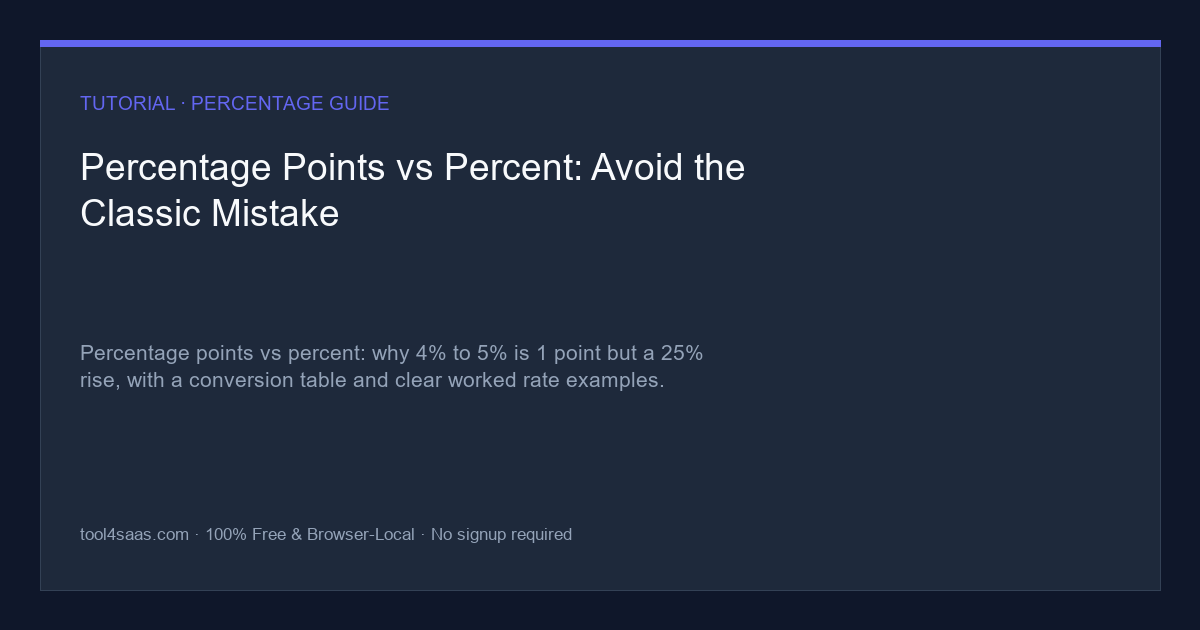 TUTORIAL · PERCENTAGE GUIDE
Percentage Points vs Percent: Avoid the
Classic Mistake
Percentage points vs percent: why 4% to 5% is 1 point but a 25%
rise, with a conversion table and clear worked rate examples.
tool4saas.com · 100% Free & Browser-Local · No signup required